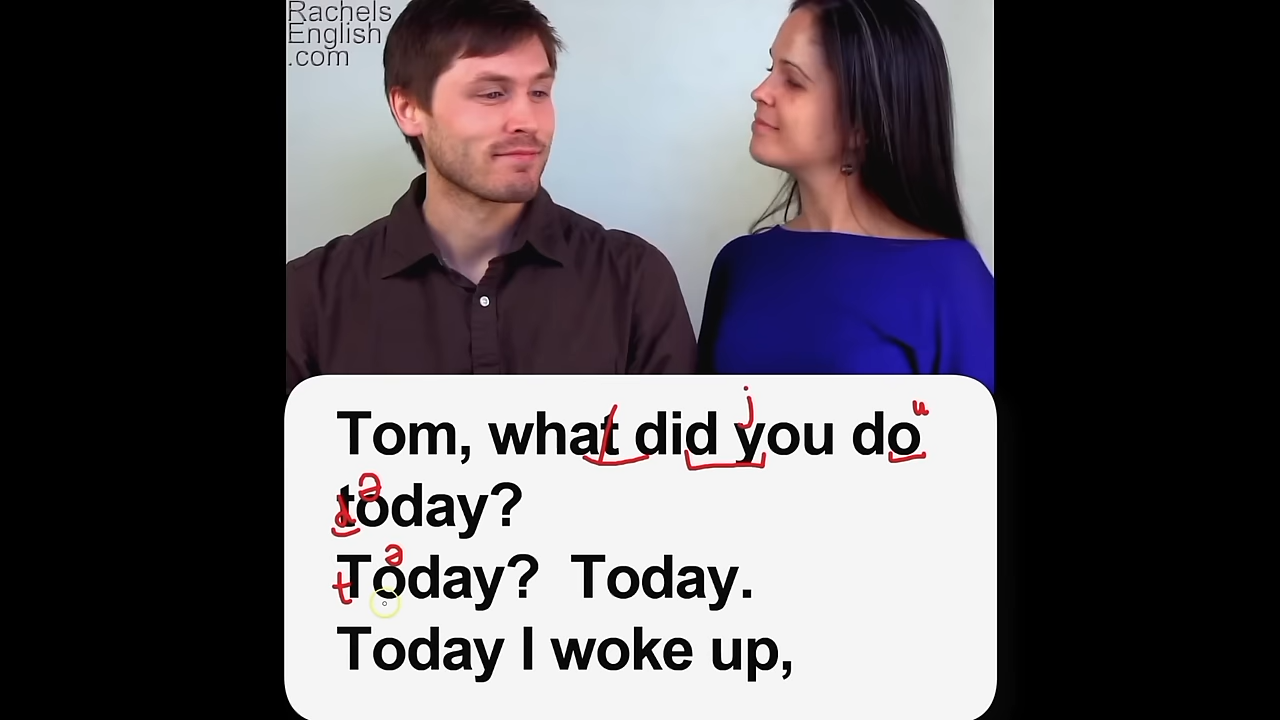 Rachels
English
.com
j
u
Tom, what did you do
ə
d
today?
ə
t
Today? Today.
Today I woke up,